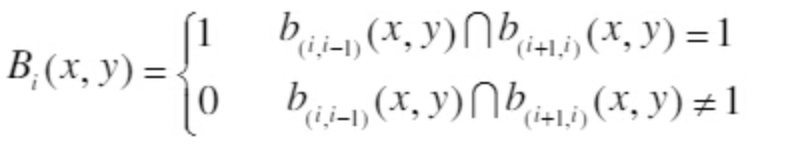 B_i(x, y) = { 1 b_(i,i−1)(x, y) ⋂ b_(i+1,i)(x, y) = 1
0 b_(i,i−1)(x, y) ⋂ b_(i+1,i)(x, y) ≠ 1